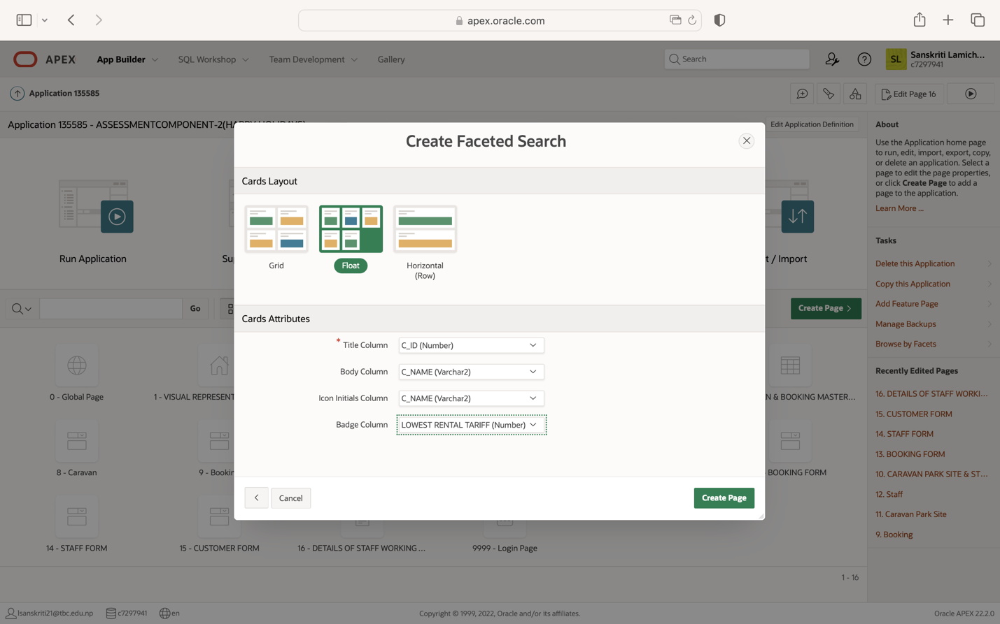 apex.oracle.com
APEX
App Builder
SQL Workshop
Team Development
Gallery
Search
SL
Sanskriti Lamich...
c7297941
Application 135585
Edit Page 16
Application 135585 - ASSESSMENTCOMPONENT-2(HAPPY HOLIDAYS)
Edit Application Definition
About
Use the Application home page
to run, edit, import, export, copy,
or delete an application. Select a
page to edit the page properties,
or click Create Page to add a
page to the application.
Learn More ...
Create Faceted Search
Cards Layout
Grid
Float
Horizontal
(Row)
Run Application
Su
t / Import
Tasks
Delete this Application
Copy this Application
Add Feature Page
Manage Backups
Browse by Facets
Go
Create Page
Cards Attributes
* Title Column
C_ID (Number)
Body Column
C_NAME (Varchar2)
Icon Initials Column
C_NAME (Varchar2)
Badge Column
LOWEST RENTAL TARIFF (Number)
Cancel
Create Page
0 - Global Page
1 - VISUAL REPRESENT
N & BOOKING MASTER...
8 - Caravan
9 - Bookin
BOOKING FORM
14 - STAFF FORM
15 - CUSTOMER FORM
16 - DETAILS OF STAFF WORKING ...
9999 - Login Page
Recently Edited Pages
16. DETAILS OF STAFF WORKI...
15. CUSTOMER FORM
14. STAFF FORM
13. BOOKING FORM
10. CARAVAN PARK SITE & ST...
12. Staff
11. Caravan Park Site
9. Booking
1 - 16
lsanskriti21@tbc.edu.np
c7297941
en
Copyright © 1999, 2022, Oracle and/or its affiliates.
Oracle APEX 22.2.0